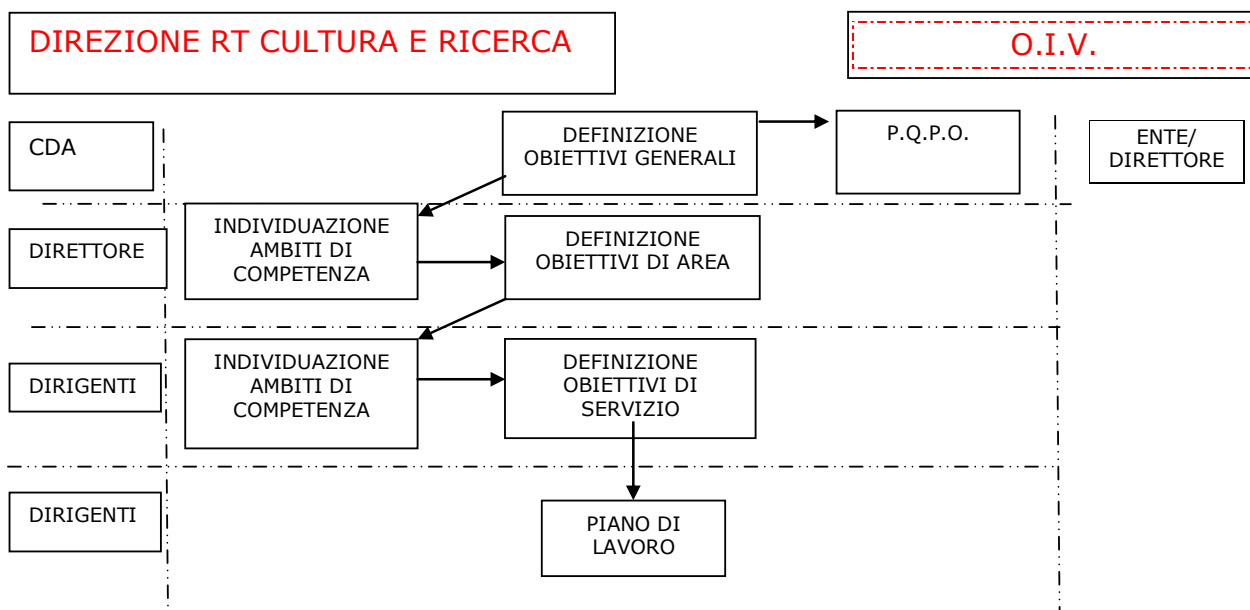 DIREZIONE RT CULTURA E RICERCA
O.I.V.
CDA
DEFINIZIONE
OBIETTIVI GENERALI
P.Q.P.O.
ENTE/
DIRETTORE
DIRETTORE
INDIVIDUAZIONE
AMBITI DI
COMPETENZA
DEFINIZIONE
OBIETTIVI DI AREA
DIRIGENTI
INDIVIDUAZIONE
AMBITI DI
COMPETENZA
DEFINIZIONE
OBIETTIVI DI
SERVIZIO
DIRIGENTI
PIANO DI
LAVORO